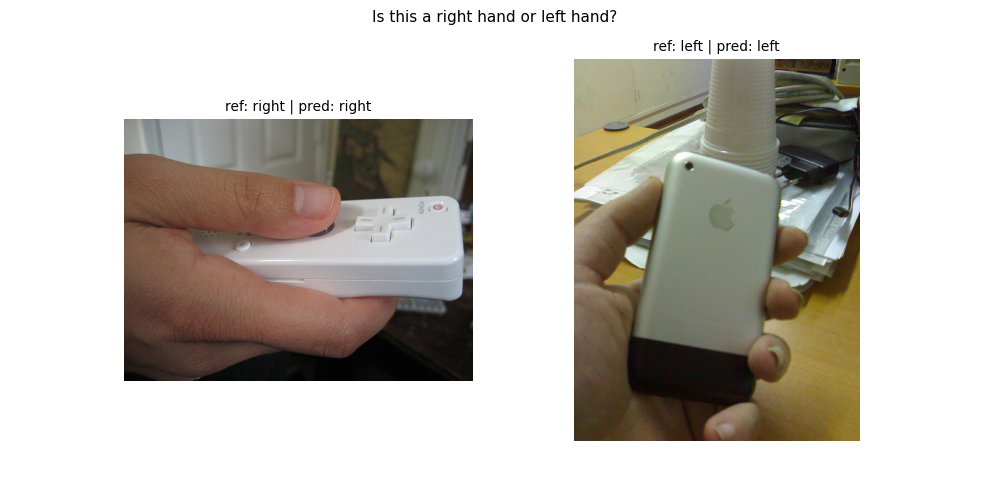 Is this a right hand or left hand?
ref: right | pred: right
ref: left | pred: left